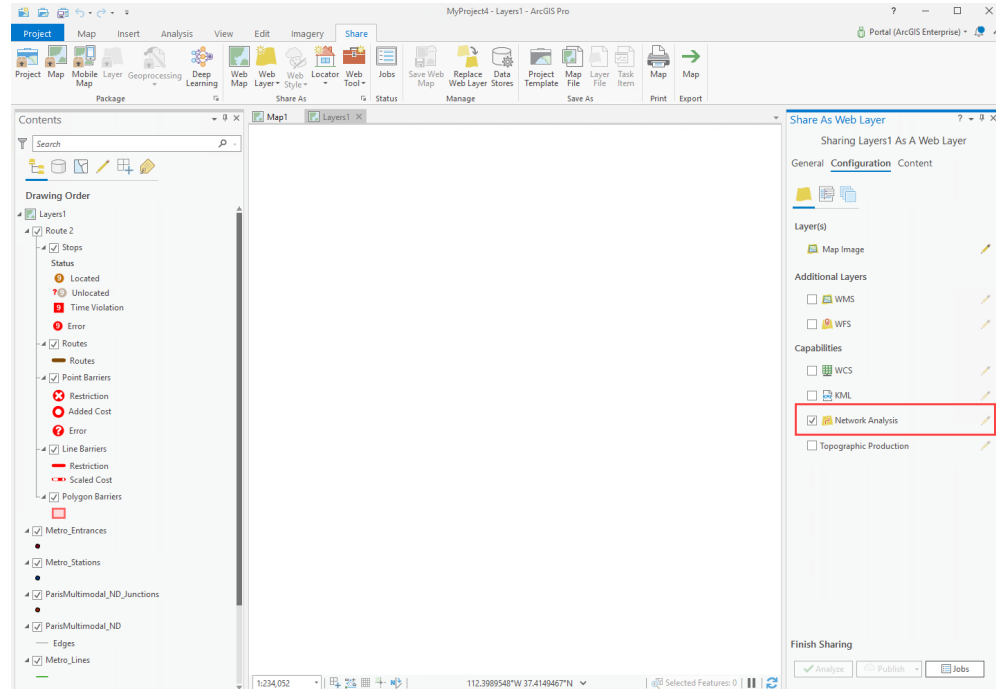 MyProject4 - Layers1 - ArcGIS Pro
?
Project Map Insert Analysis View Edit Imagery Share
Portal (ArcGIS Enterprise)
Project Map Mobile Map Layer Geoprocessing Deep Learning
Web Map Web Layer Web Style Locator Web Tool
Jobs
Save Web Map Replace Web Layer Data Stores
Project Template Map File Layer File Task Item
Map
Map
Package Share As Status Manage Save As Print Export
Contents
Search
Drawing Order
Layers1
Route 2
Stops
Status
9 Located
?9 Unlocated
9 Time Violation
9 Error
Routes
Routes
Point Barriers
Restriction
Added Cost
? Error
Line Barriers
Restriction
Scaled Cost
Polygon Barriers
Metro_Entrances
Metro_Stations
ParisMultimodal_ND_Junctions
ParisMultimodal_ND
Edges
Metro_Lines
Map1 Layers1
1:234,052
112.3989548°W 37.4149467°N
Selected Features: 0
Share As Web Layer
?
Sharing Layers1 As A Web Layer
General Configuration Content
Layer(s)
Map Image
Additional Layers
WMS
WFS
Capabilities
WCS
KML
Network Analysis
Topographic Production
Finish Sharing
Analyze Publish Jobs